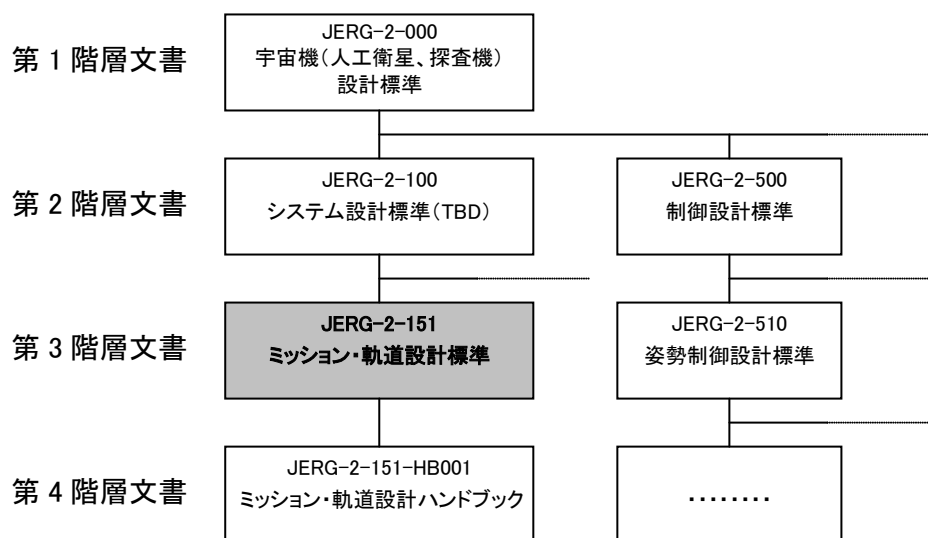 JERG-2-000
第 1 階層文書
宇宙機(人工衛星、探査機)
設計標準
JERG-2-100
JERG-2-500
第 2 階層文書
システム設計標準(TBD)
制御設計標準
JERG-2-151
JERG-2-510
第 3 階層文書
ミッション・軌道設計標準
姿勢制御設計標準
JERG-2-151-HB001
第 4 階層文書
ミッション・軌道設計ハンドブック
........